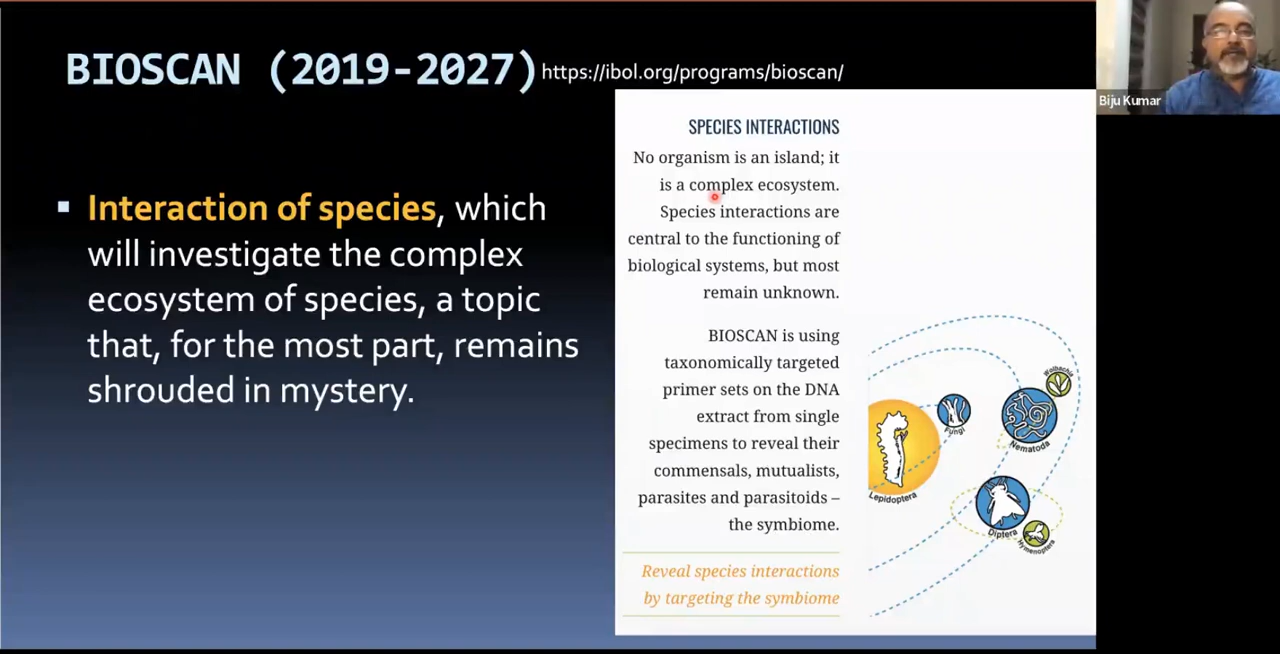 BIOSCAN (2019-2027) https://ibol.org/programs/bioscan/
Biju Kumar
Interaction of species, which
will investigate the complex
ecosystem of species, a topic
that, for the most part, remains
shrouded in mystery.
SPECIES INTERACTIONS
No organism is an island; it
is a complex ecosystem.
Species interactions are
central to the functioning of
biological systems, but most
remain unknown.
BIOSCAN is using
taxonomically targeted
primer sets on the DNA
extract from single
specimens to reveal their
commensals, mutualists,
parasites and parasitoids –
the symbiome.
Reveal species interactions
by targeting the symbiome
Wolbachia
Fungi
Nematoda
Lepidoptera
Diptera
Hymenoptera